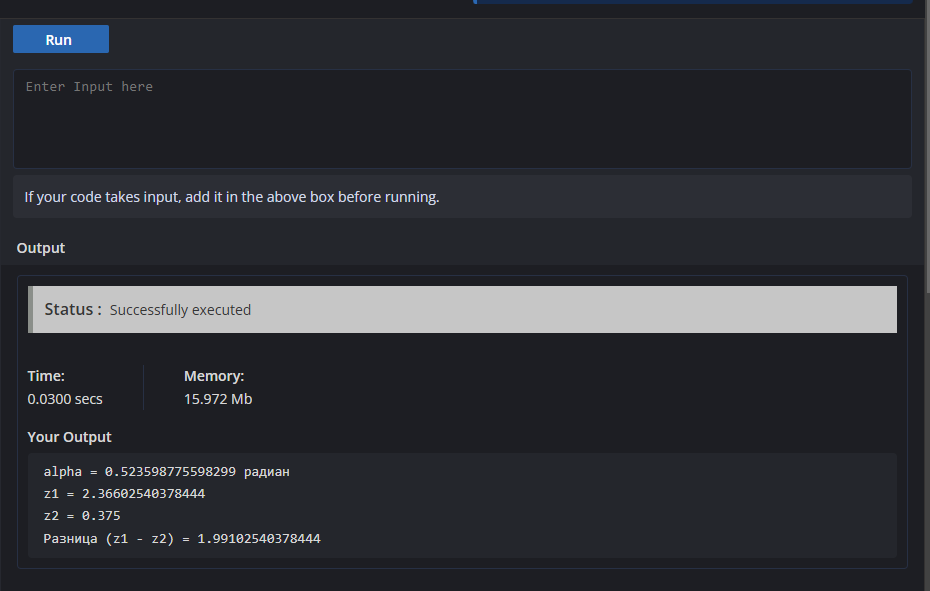 Run
Enter Input here
If your code takes input, add it in the above box before running.
Output
Status : Successfully executed
Time:
0.0300 secs
Memory:
15.972 Mb
Your Output
alpha = 0.523598775598299 радиан
z1 = 2.36602540378444
z2 = 0.375
Разница (z1 - z2) = 1.99102540378444